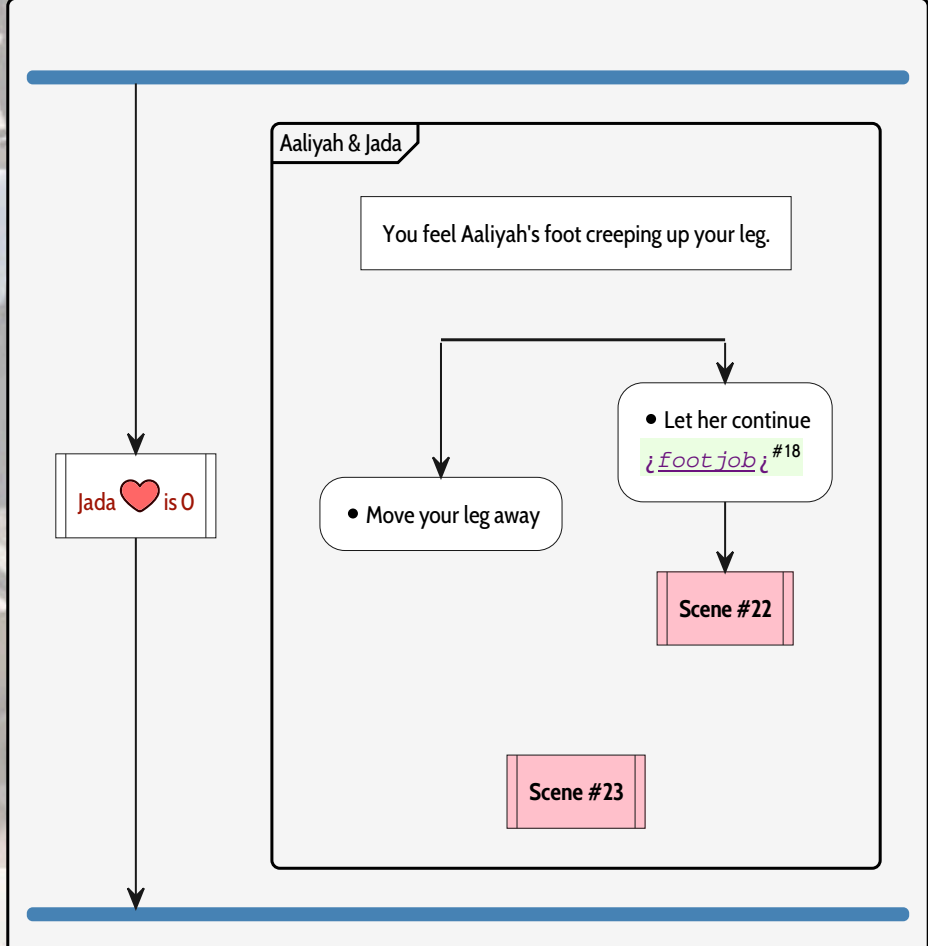 Aaliyah & Jada
You feel Aaliyah's foot creeping up your leg.
• Let her continue
¿footjob¿#18
Jada ❤ is 0
• Move your leg away
Scene #22
Scene #23